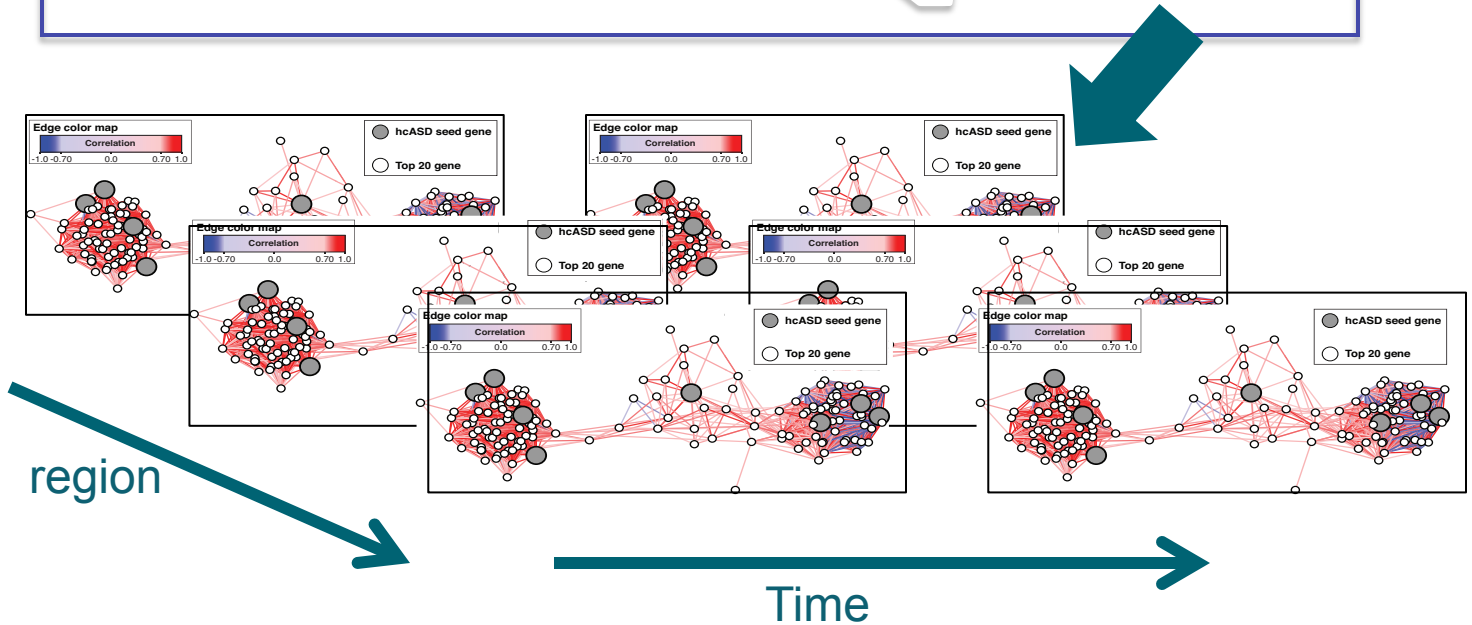 Edge color map
Correlation
-1.0 -0.70 0.0 0.70 1.0
hcASD seed gene
Top 20 gene
Edge color map
Correlation
-1.0 -0.70 0.0 0.70 1.0
hcASD seed gene
Top 20 gene
Edge color map
Correlation
-1.0 -0.70 0.0 0.70 1.0
hcASD seed gene
Top 20 gene
Edge color map
Correlation
-1.0 -0.70 0.0 0.70 1.0
hcASD seed gene
Top 20 gene
Edge color map
Correlation
-1.0 -0.70 0.0 0.70 1.0
hcASD seed gene
Top 20 gene
Edge color map
Correlation
-1.0 -0.70 0.0 0.70 1.0
hcASD seed gene
Top 20 gene
region
Time